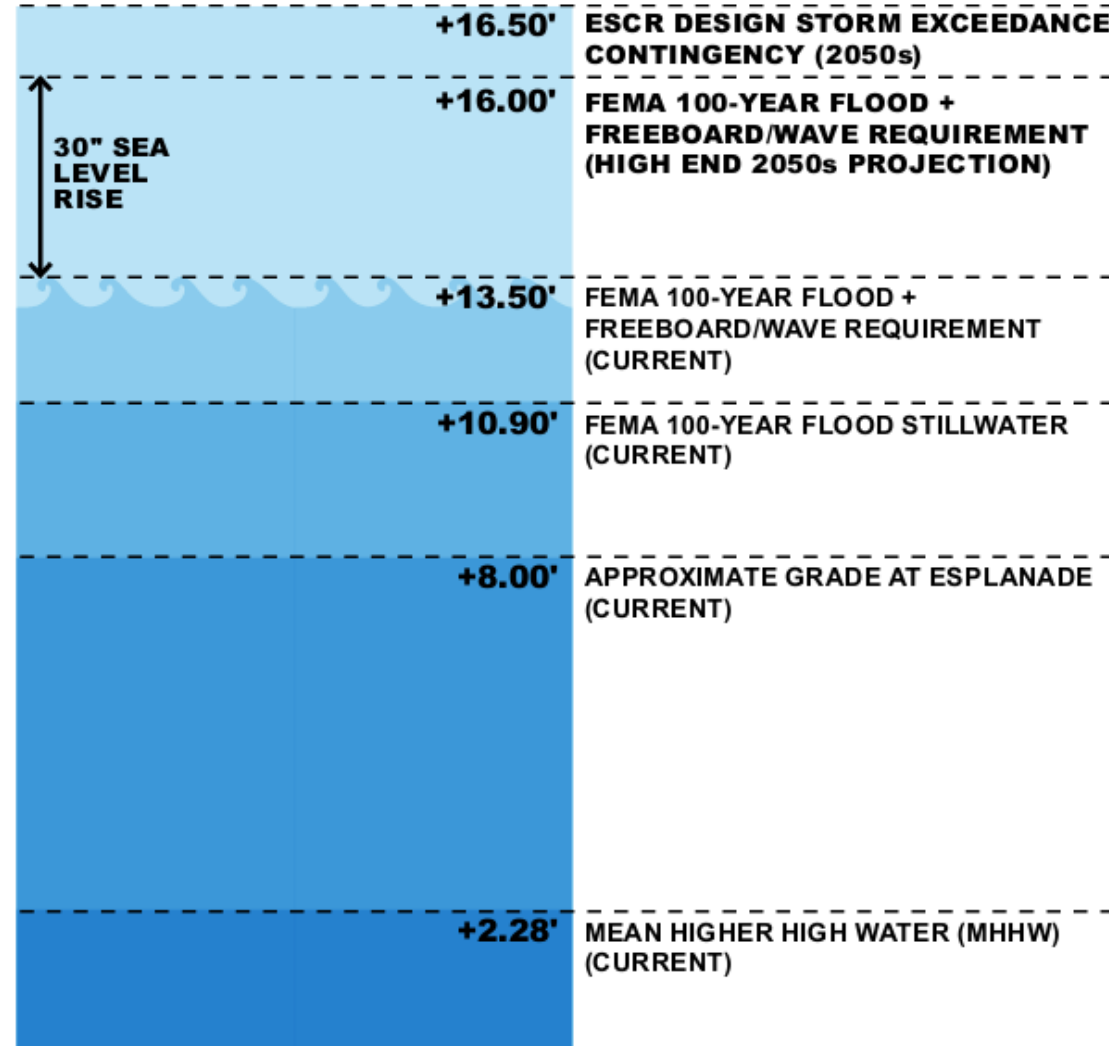 +16.50' ESCR DESIGN STORM EXCEEDANCE
CONTINGENCY (2050s)
+16.00' FEMA 100-YEAR FLOOD +
FREEBOARD/WAVE REQUIREMENT
(HIGH END 2050s PROJECTION)
30" SEA
LEVEL
RISE
+13.50' FEMA 100-YEAR FLOOD +
FREEBOARD/WAVE REQUIREMENT
(CURRENT)
+10.90' FEMA 100-YEAR FLOOD STILLWATER
(CURRENT)
+8.00' APPROXIMATE GRADE AT ESPLANADE
(CURRENT)
+2.28' MEAN HIGHER HIGH WATER (MHHW)
(CURRENT)